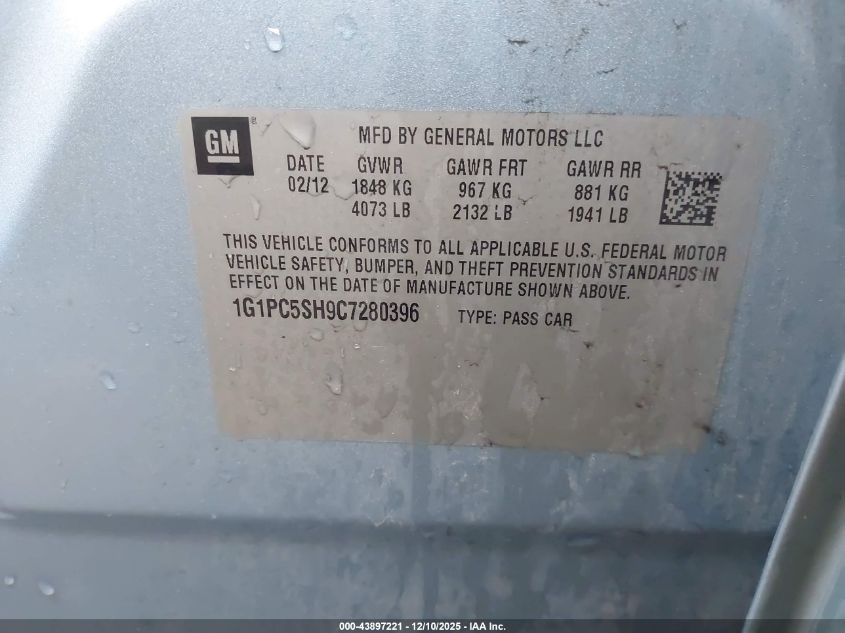 GM ®
MFD BY GENERAL MOTORS LLC
DATE GVWR GAWR FRT GAWR RR
02/12 1848 KG 967 KG 881 KG
4073 LB 2132 LB 1941 LB
THIS VEHICLE CONFORMS TO ALL APPLICABLE U.S. FEDERAL MOTOR
VEHICLE SAFETY, BUMPER, AND THEFT PREVENTION STANDARDS IN
EFFECT ON THE DATE OF MANUFACTURE SHOWN ABOVE.
1G1PC5SH9C7280396 TYPE: PASS CAR
000-43897221 - 12/10/2025 - IAA Inc.